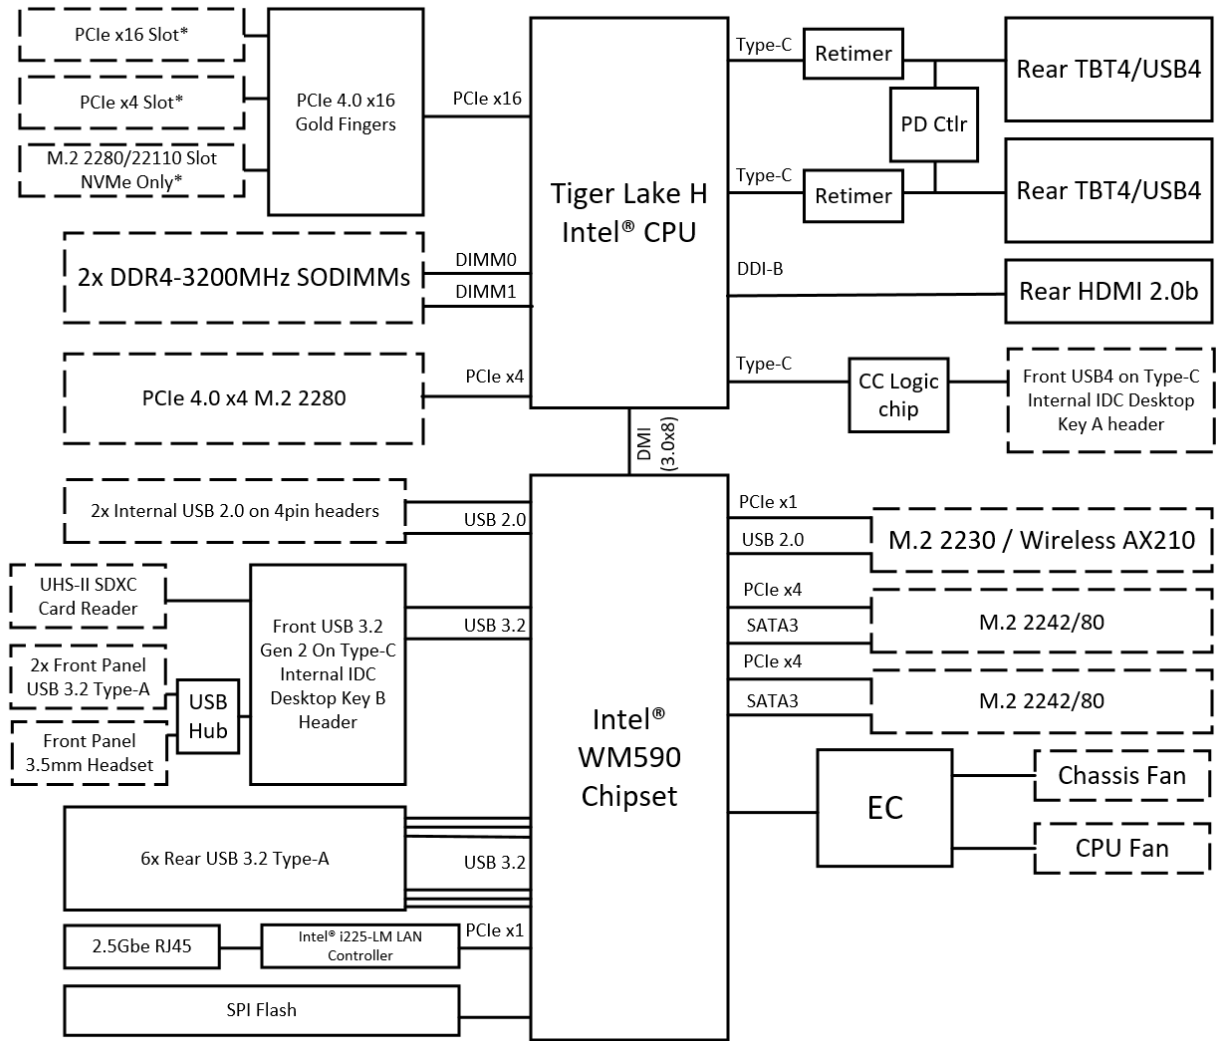 PCIe x16 Slot*
PCIe x4 Slot*
M.2 2280/22110 Slot
NVMe Only*
PCIe 4.0 x16
Gold Fingers
PCIe x16
2x DDR4-3200MHz SODIMMs
DIMM0
DIMM1
PCIe 4.0 x4 M.2 2280
PCIe x4
Tiger Lake H
Intel® CPU
Type-C
Retimer
Rear TBT4/USB4
PD Ctlr
Type-C
Retimer
Rear TBT4/USB4
DDI-B
Rear HDMI 2.0b
Type-C
CC Logic
chip
Front USB4 on Type-C
Internal IDC Desktop
Key A header
DMI
(3.0x8)
2x Internal USB 2.0 on 4pin headers
USB 2.0
UHS-II SDXC
Card Reader
2x Front Panel
USB 3.2 Type-A
Front Panel
3.5mm Headset
USB
Hub
Front USB 3.2
Gen 2 On Type-C
Internal IDC
Desktop Key B
Header
USB 3.2
6x Rear USB 3.2 Type-A
USB 3.2
2.5Gbe RJ45
Intel® i225-LM LAN
Controller
PCIe x1
SPI Flash
Intel®
WM590
Chipset
PCIe x1
USB 2.0
M.2 2230 / Wireless AX210
PCIe x4
SATA3
M.2 2242/80
PCIe x4
SATA3
M.2 2242/80
EC
Chassis Fan
CPU Fan